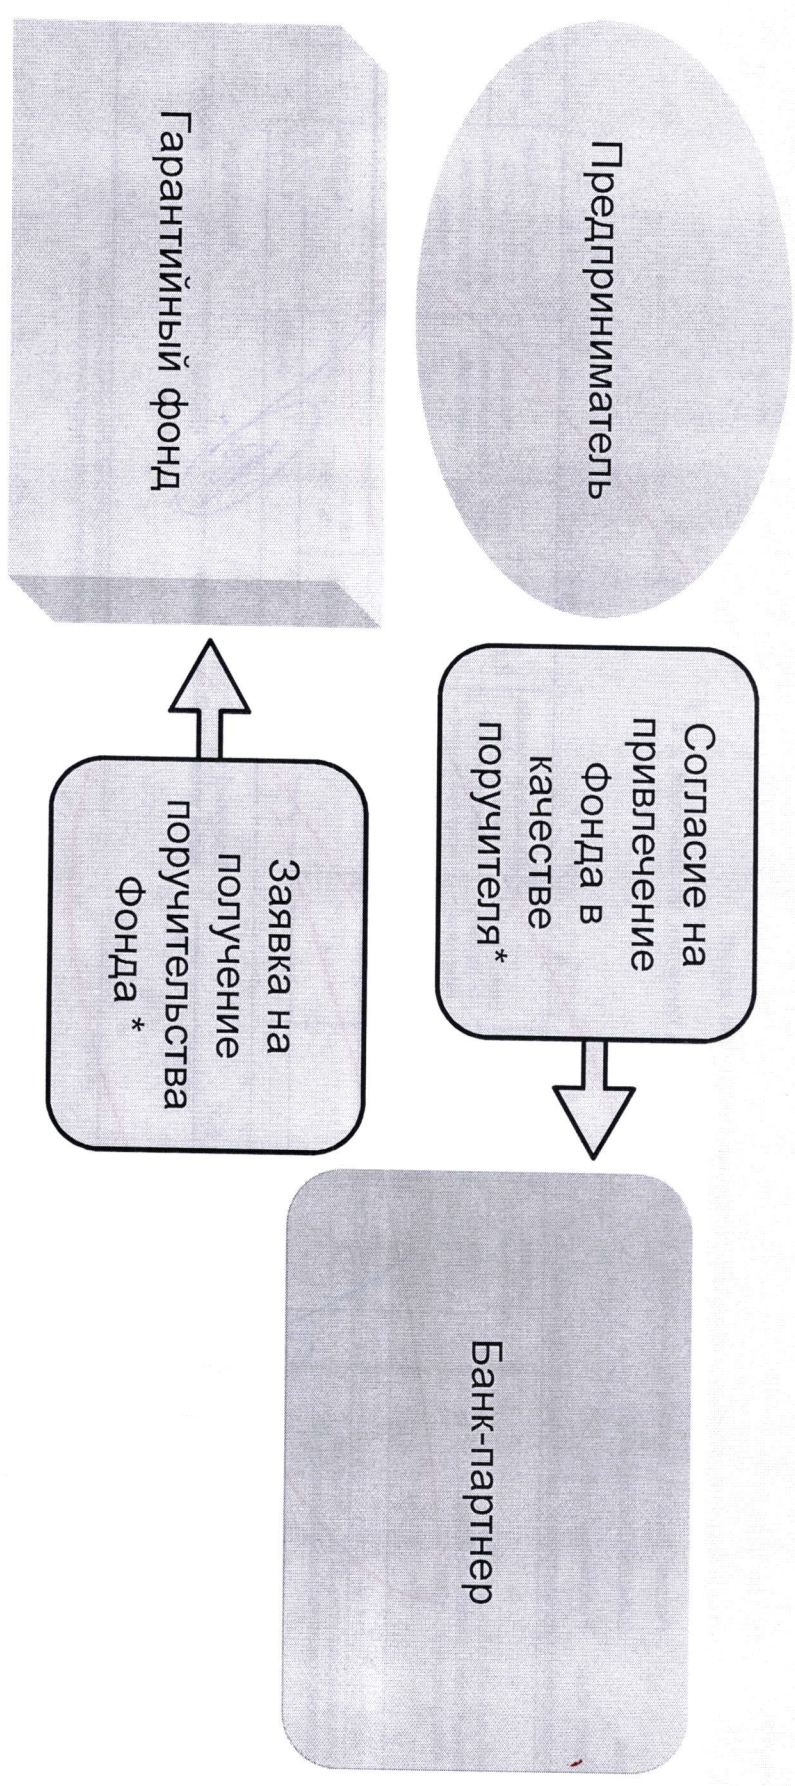 Предприниматель
Согласие на
привлечение
Фонда в
качестве
поручителя*
Банк-партнер
Заявка на
получение
поручительства
Фонда *
Гарантийный фонд